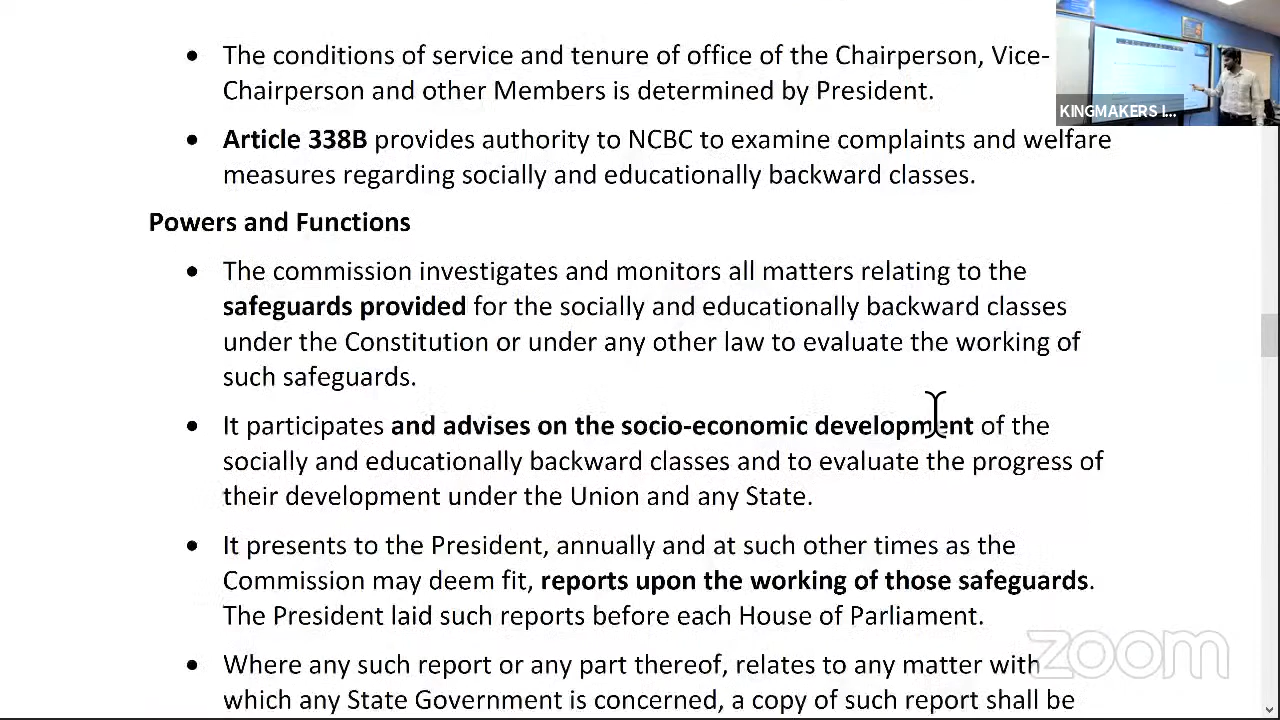 The conditions of service and tenure of office of the Chairperson, Vice-
Chairperson and other Members is determined by President.
KINGMAKERS I...
Article 338B provides authority to NCBC to examine complaints and welfare
measures regarding socially and educationally backward classes.
Powers and Functions
The commission investigates and monitors all matters relating to the
safeguards provided for the socially and educationally backward classes
under the Constitution or under any other law to evaluate the working of
such safeguards.
It participates and advises on the socio-economic development of the
socially and educationally backward classes and to evaluate the progress of
their development under the Union and any State.
It presents to the President, annually and at such other times as the
Commission may deem fit, reports upon the working of those safeguards.
The President laid such reports before each House of Parliament.
Where any such report or any part thereof, relates to any matter with
which any State Government is concerned, a copy of such report shall be
zoom